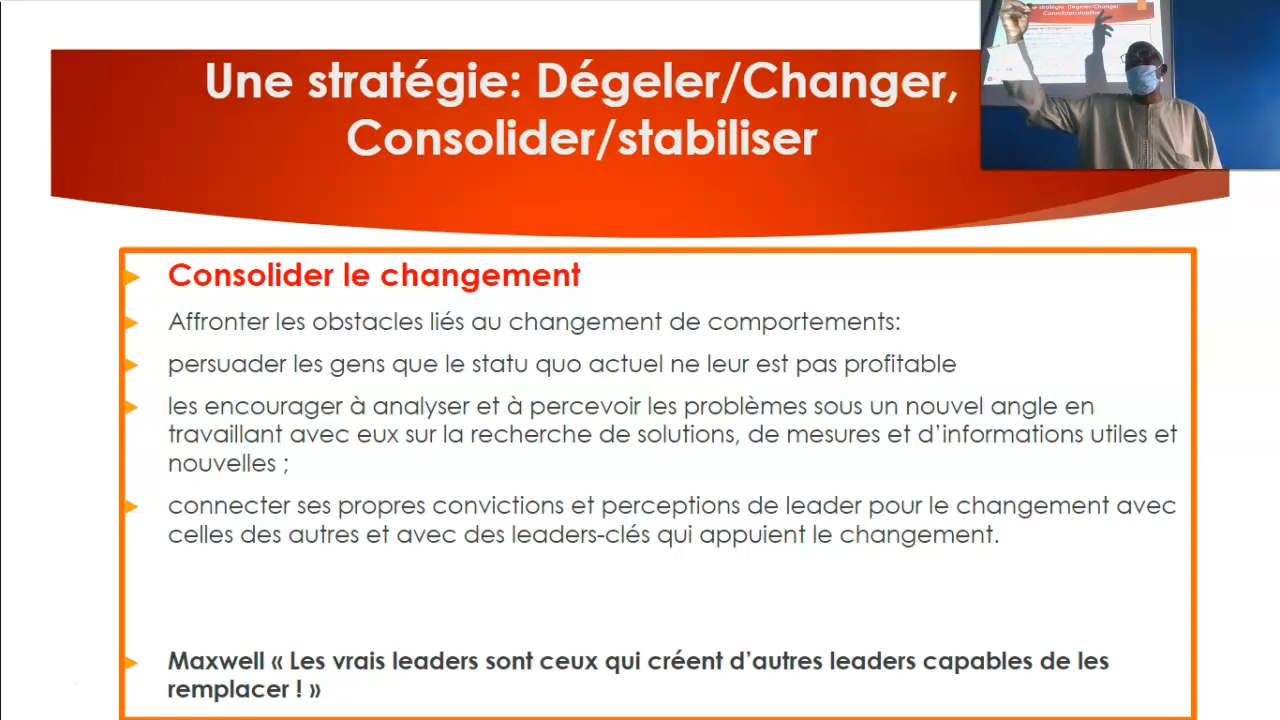 Une stratégie: Dégeler/Changer,
Consolider/stabiliser
Consolider le changement
Affronter les obstacles liés au changement de comportements:
persuader les gens que le statu quo actuel ne leur est pas profitable
les encourager à analyser et à percevoir les problèmes sous un nouvel angle en
travaillant avec eux sur la recherche de solutions, de mesures et d’informations utiles et
nouvelles ;
connecter ses propres convictions et perceptions de leader pour le changement avec
celles des autres et avec des leaders-clés qui appuient le changement.
Maxwell « Les vrais leaders sont ceux qui créent d’autres leaders capables de les
remplacer ! »